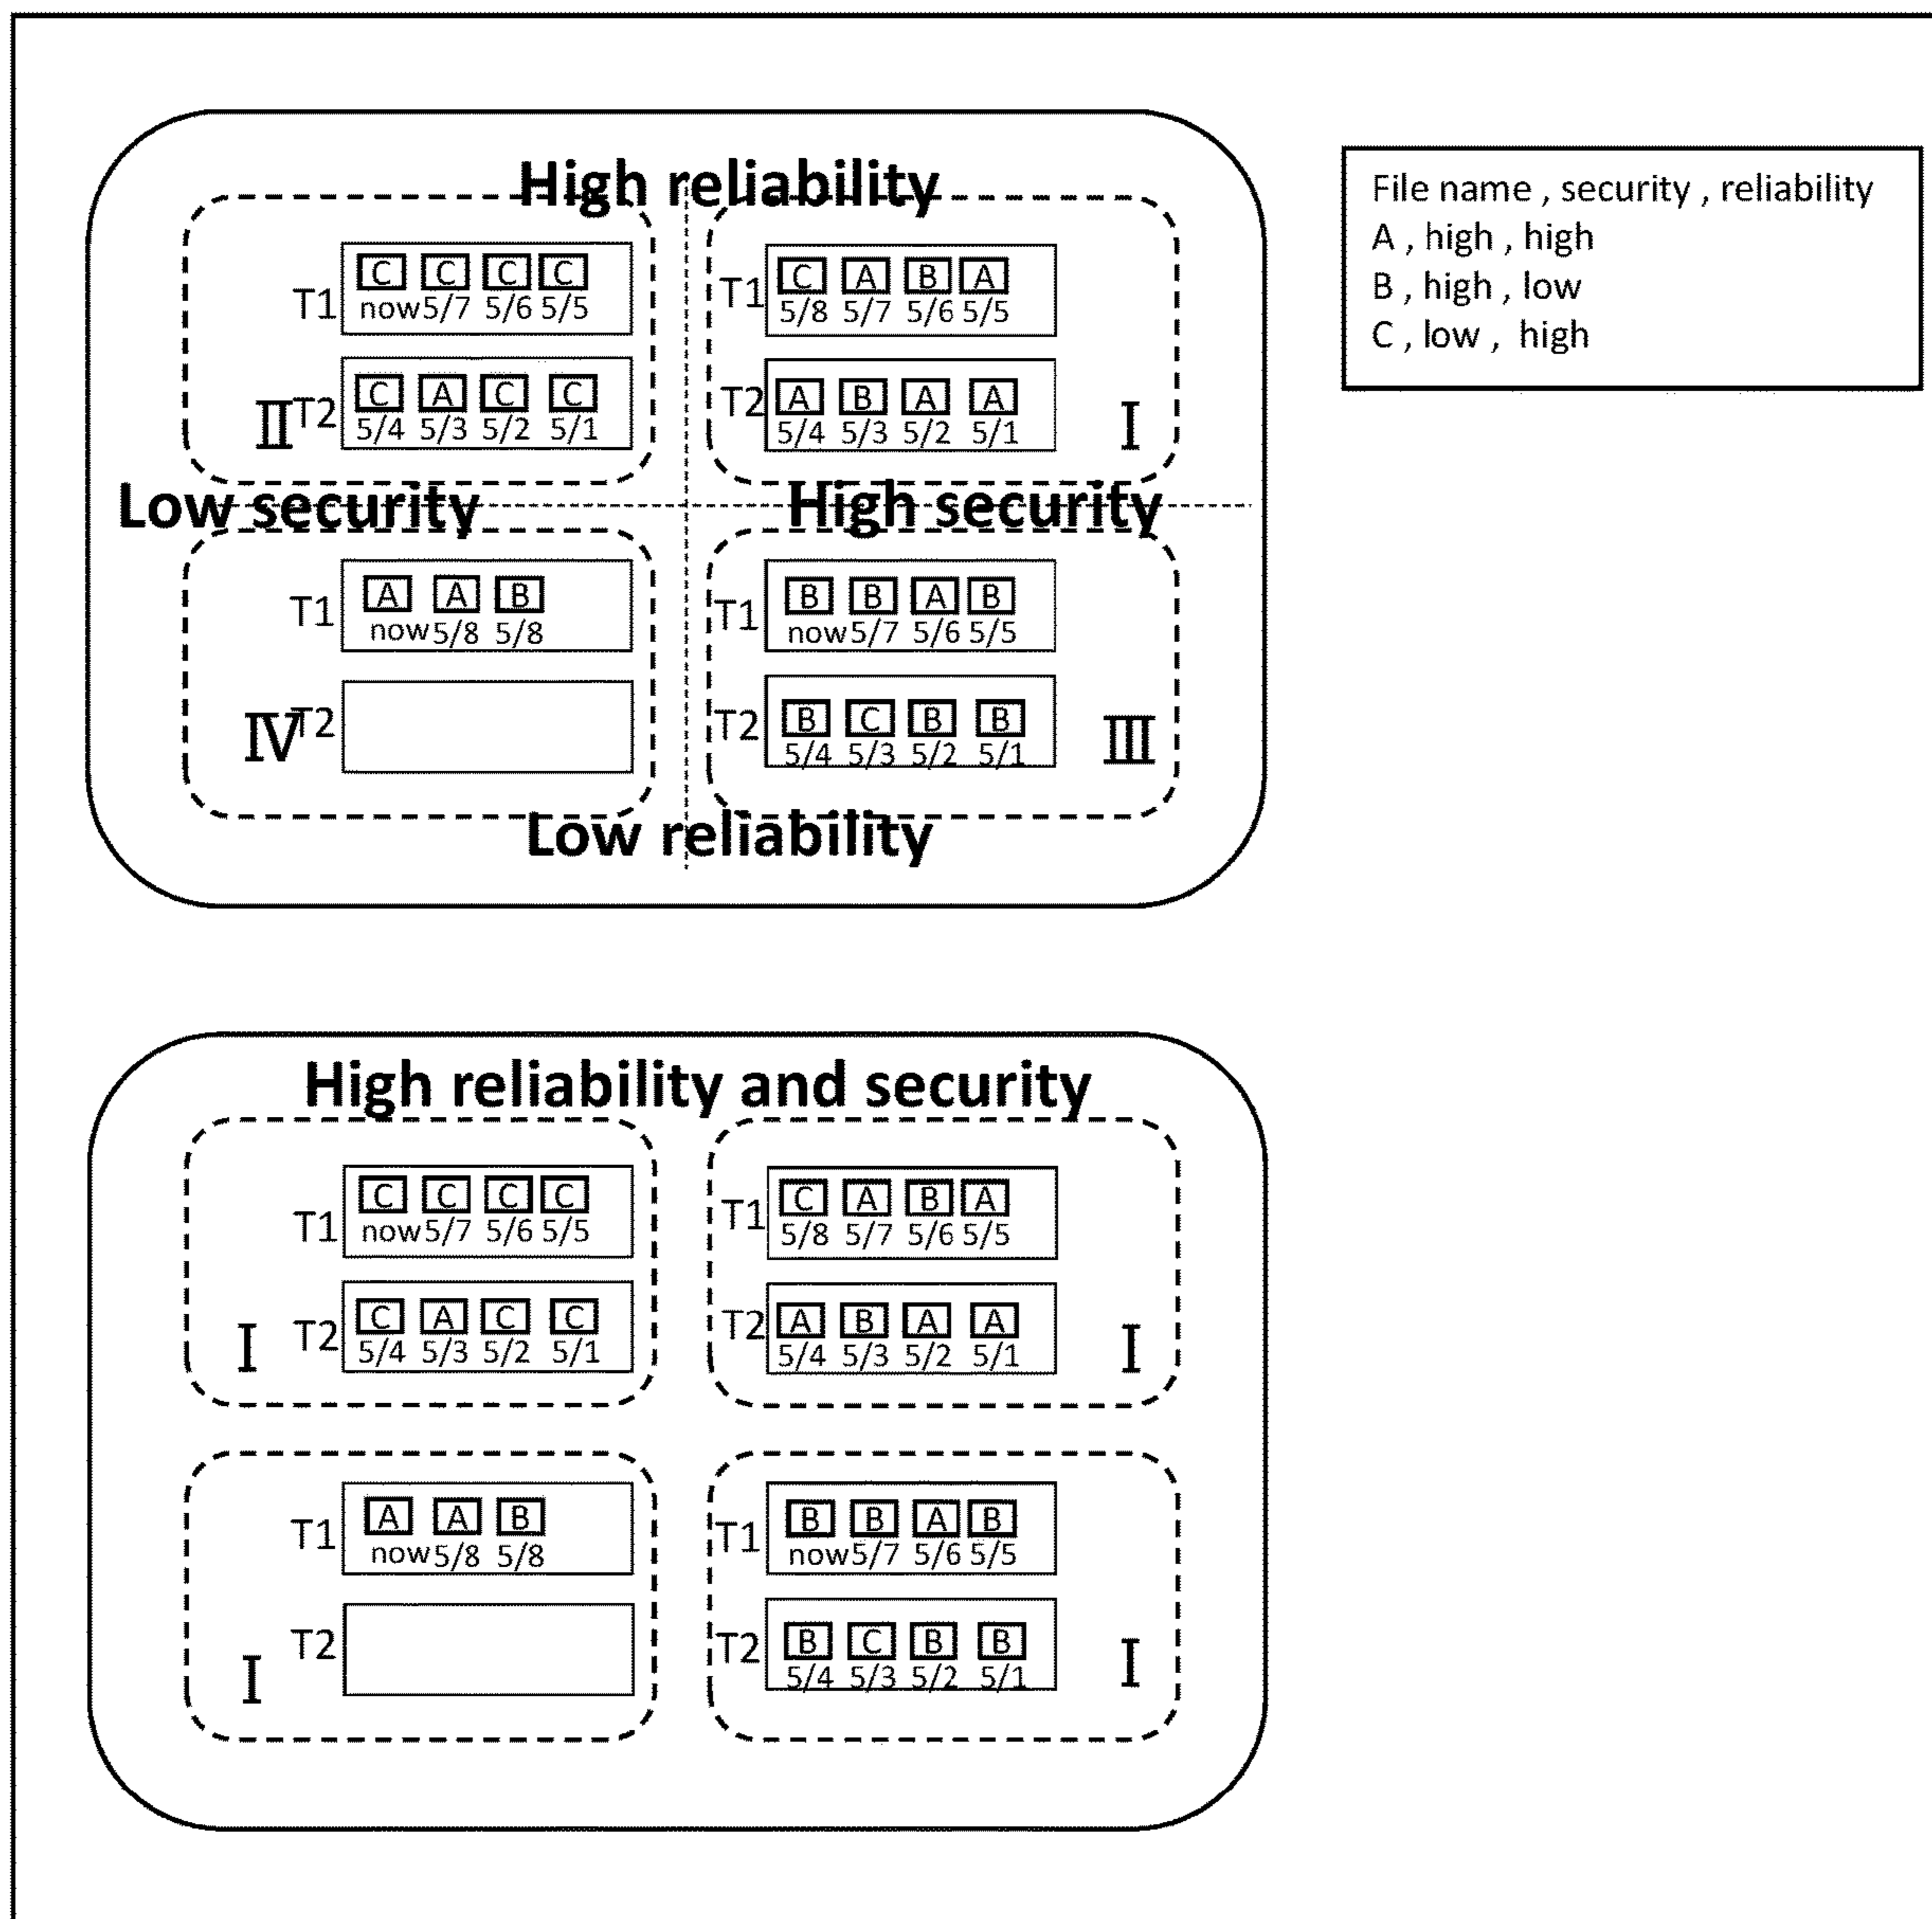 High reliability
C C C C
T1 now 5/7 5/6 5/5
C A C C
II T2 5/4 5/3 5/2 5/1
C A B A
T1 5/8 5/7 5/6 5/5
A B A A
T2 5/4 5/3 5/2 5/1 I
Low security High security
A A B
T1 now 5/8 5/8
IV T2
B B A B
T1 now 5/7 5/6 5/5
B C B B
T2 5/4 5/3 5/2 5/1 III
Low reliability
File name , security , reliability
A , high , high
B , high , low
C , low , high
High reliability and security
C C C C
T1 now 5/7 5/6 5/5
C A C C
I T2 5/4 5/3 5/2 5/1
C A B A
T1 5/8 5/7 5/6 5/5
A B A A
T2 5/4 5/3 5/2 5/1 I
A A B
T1 now 5/8 5/8
I T2
B B A B
T1 now 5/7 5/6 5/5
B C B B
T2 5/4 5/3 5/2 5/1 I